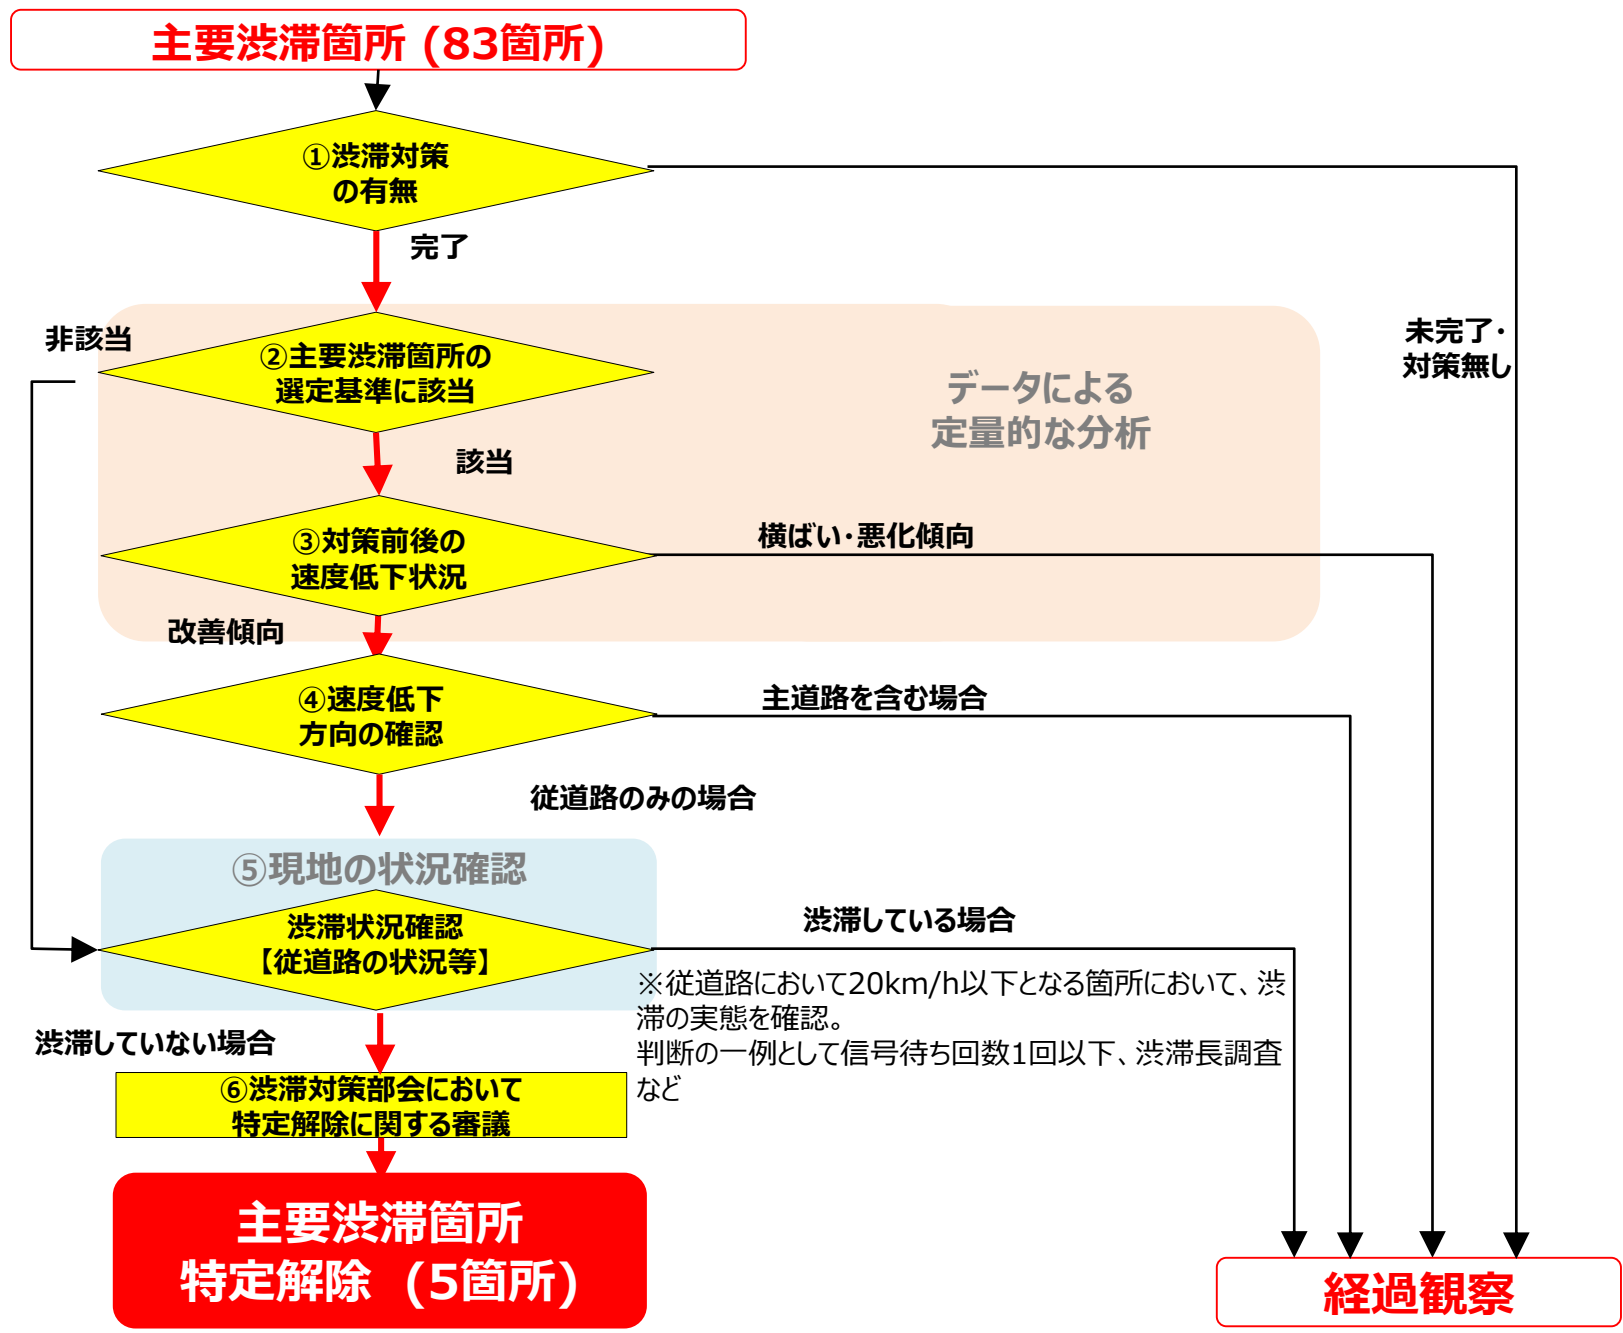 主要渋滞箇所 (83箇所)
①渋滞対策
の有無
完了
非該当
②主要渋滞箇所の
選定基準に該当
データによる
定量的な分析
未完了・
対策無し
該当
③対策前後の
速度低下状況
横ばい・悪化傾向
改善傾向
④速度低下
方向の確認
主道路を含む場合
従道路のみの場合
⑤現地の状況確認
渋滞状況確認
【従道路の状況等】
渋滞している場合
※従道路において20km/h以下となる箇所において、渋
滞の実態を確認。
判断の一例として信号待ち回数1回以下、渋滞長調査
など
渋滞していない場合
⑥渋滞対策部会において
特定解除に関する審議
主要渋滞箇所
特定解除 (5箇所)
経過観察